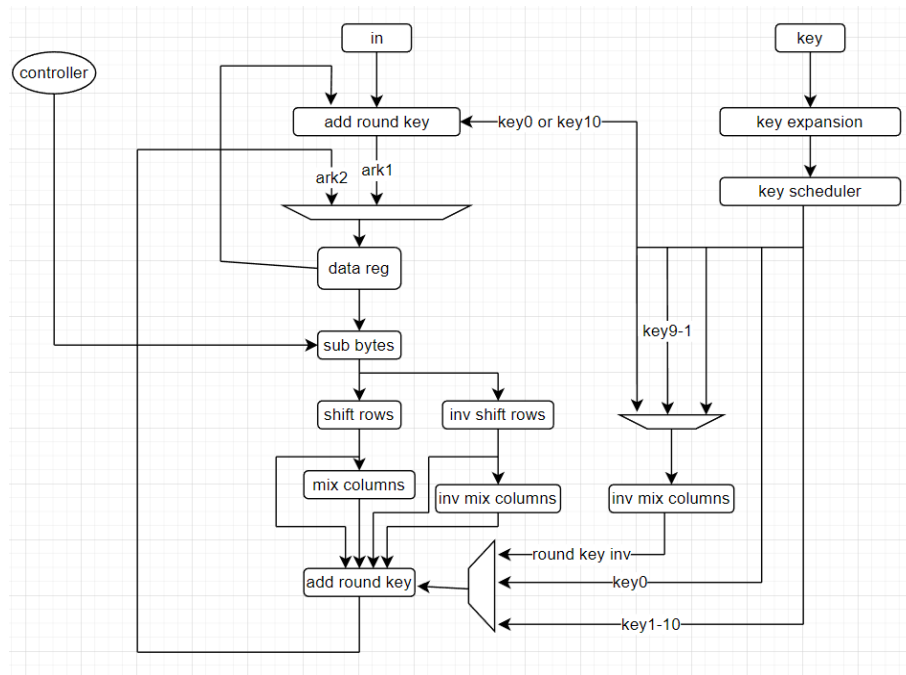 in
key
controller
add round key
key0 or key10
key expansion
ark2
ark1
key scheduler
data reg
key9-1
sub bytes
shift rows
inv shift rows
mix columns
inv mix columns
inv mix columns
round key inv
add round key
key0
key1-10